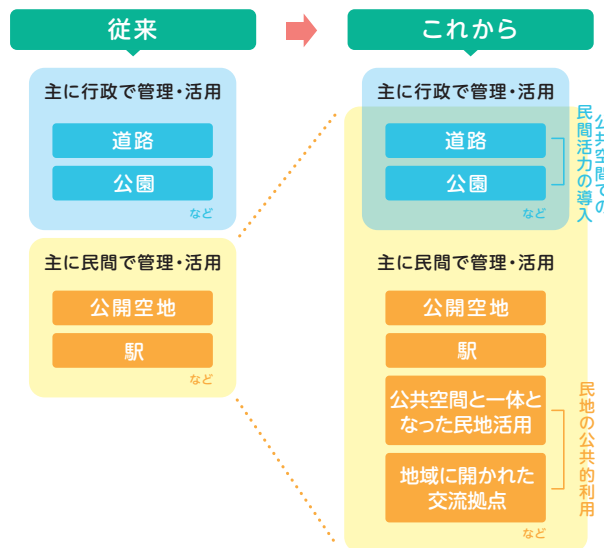 従来
主に行政で管理・活用
道路
公園
など
主に民間で管理・活用
公開空地
駅
など
これから
主に行政で管理・活用
道路
公園
など
公共空間での
民間活力の導入
主に民間で管理・活用
公開空地
駅
公共空間と一体と
なった民地活用
地域に開かれた
交流拠点
など
民地の公共的利用